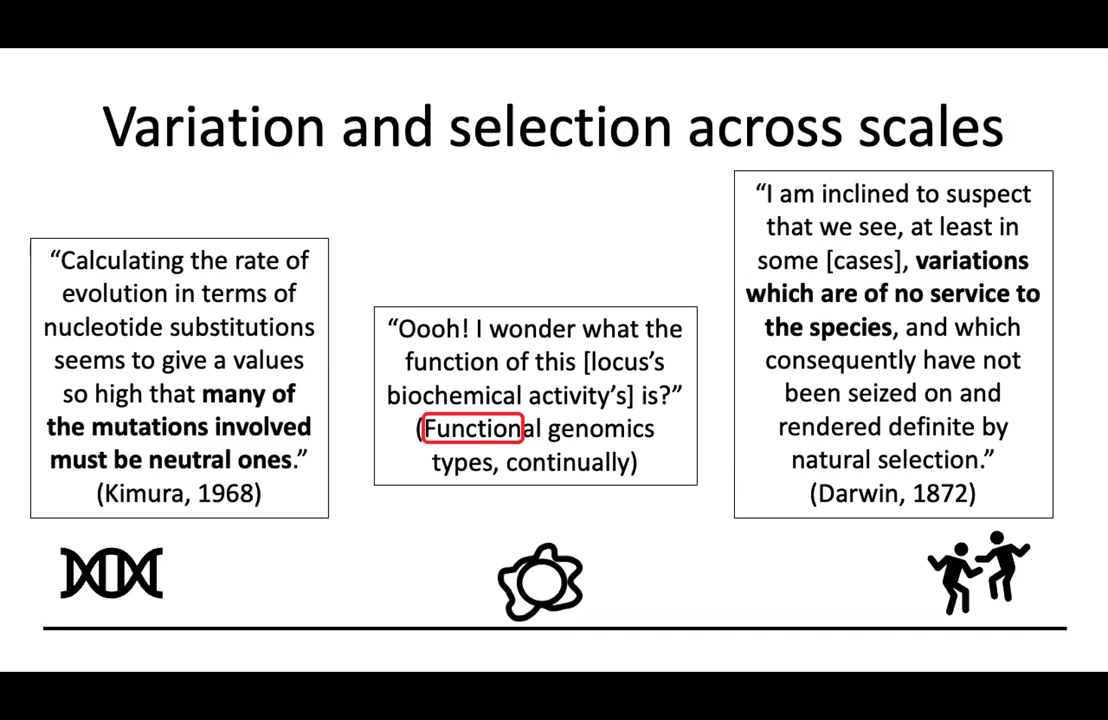 Variation and selection across scales
“Calculating the rate of
evolution in terms of
nucleotide substitutions
seems to give a values
so high that many of
the mutations involved
must be neutral ones.”
(Kimura, 1968)
“Oooh! I wonder what the
function of this [locus’s
biochemical activity’s] is?”
(Functional genomics
types, continually)
“I am inclined to suspect
that we see, at least in
some [cases], variations
which are of no service to
the species, and which
consequently have not
been seized on and
rendered definite by
natural selection.”
(Darwin, 1872)